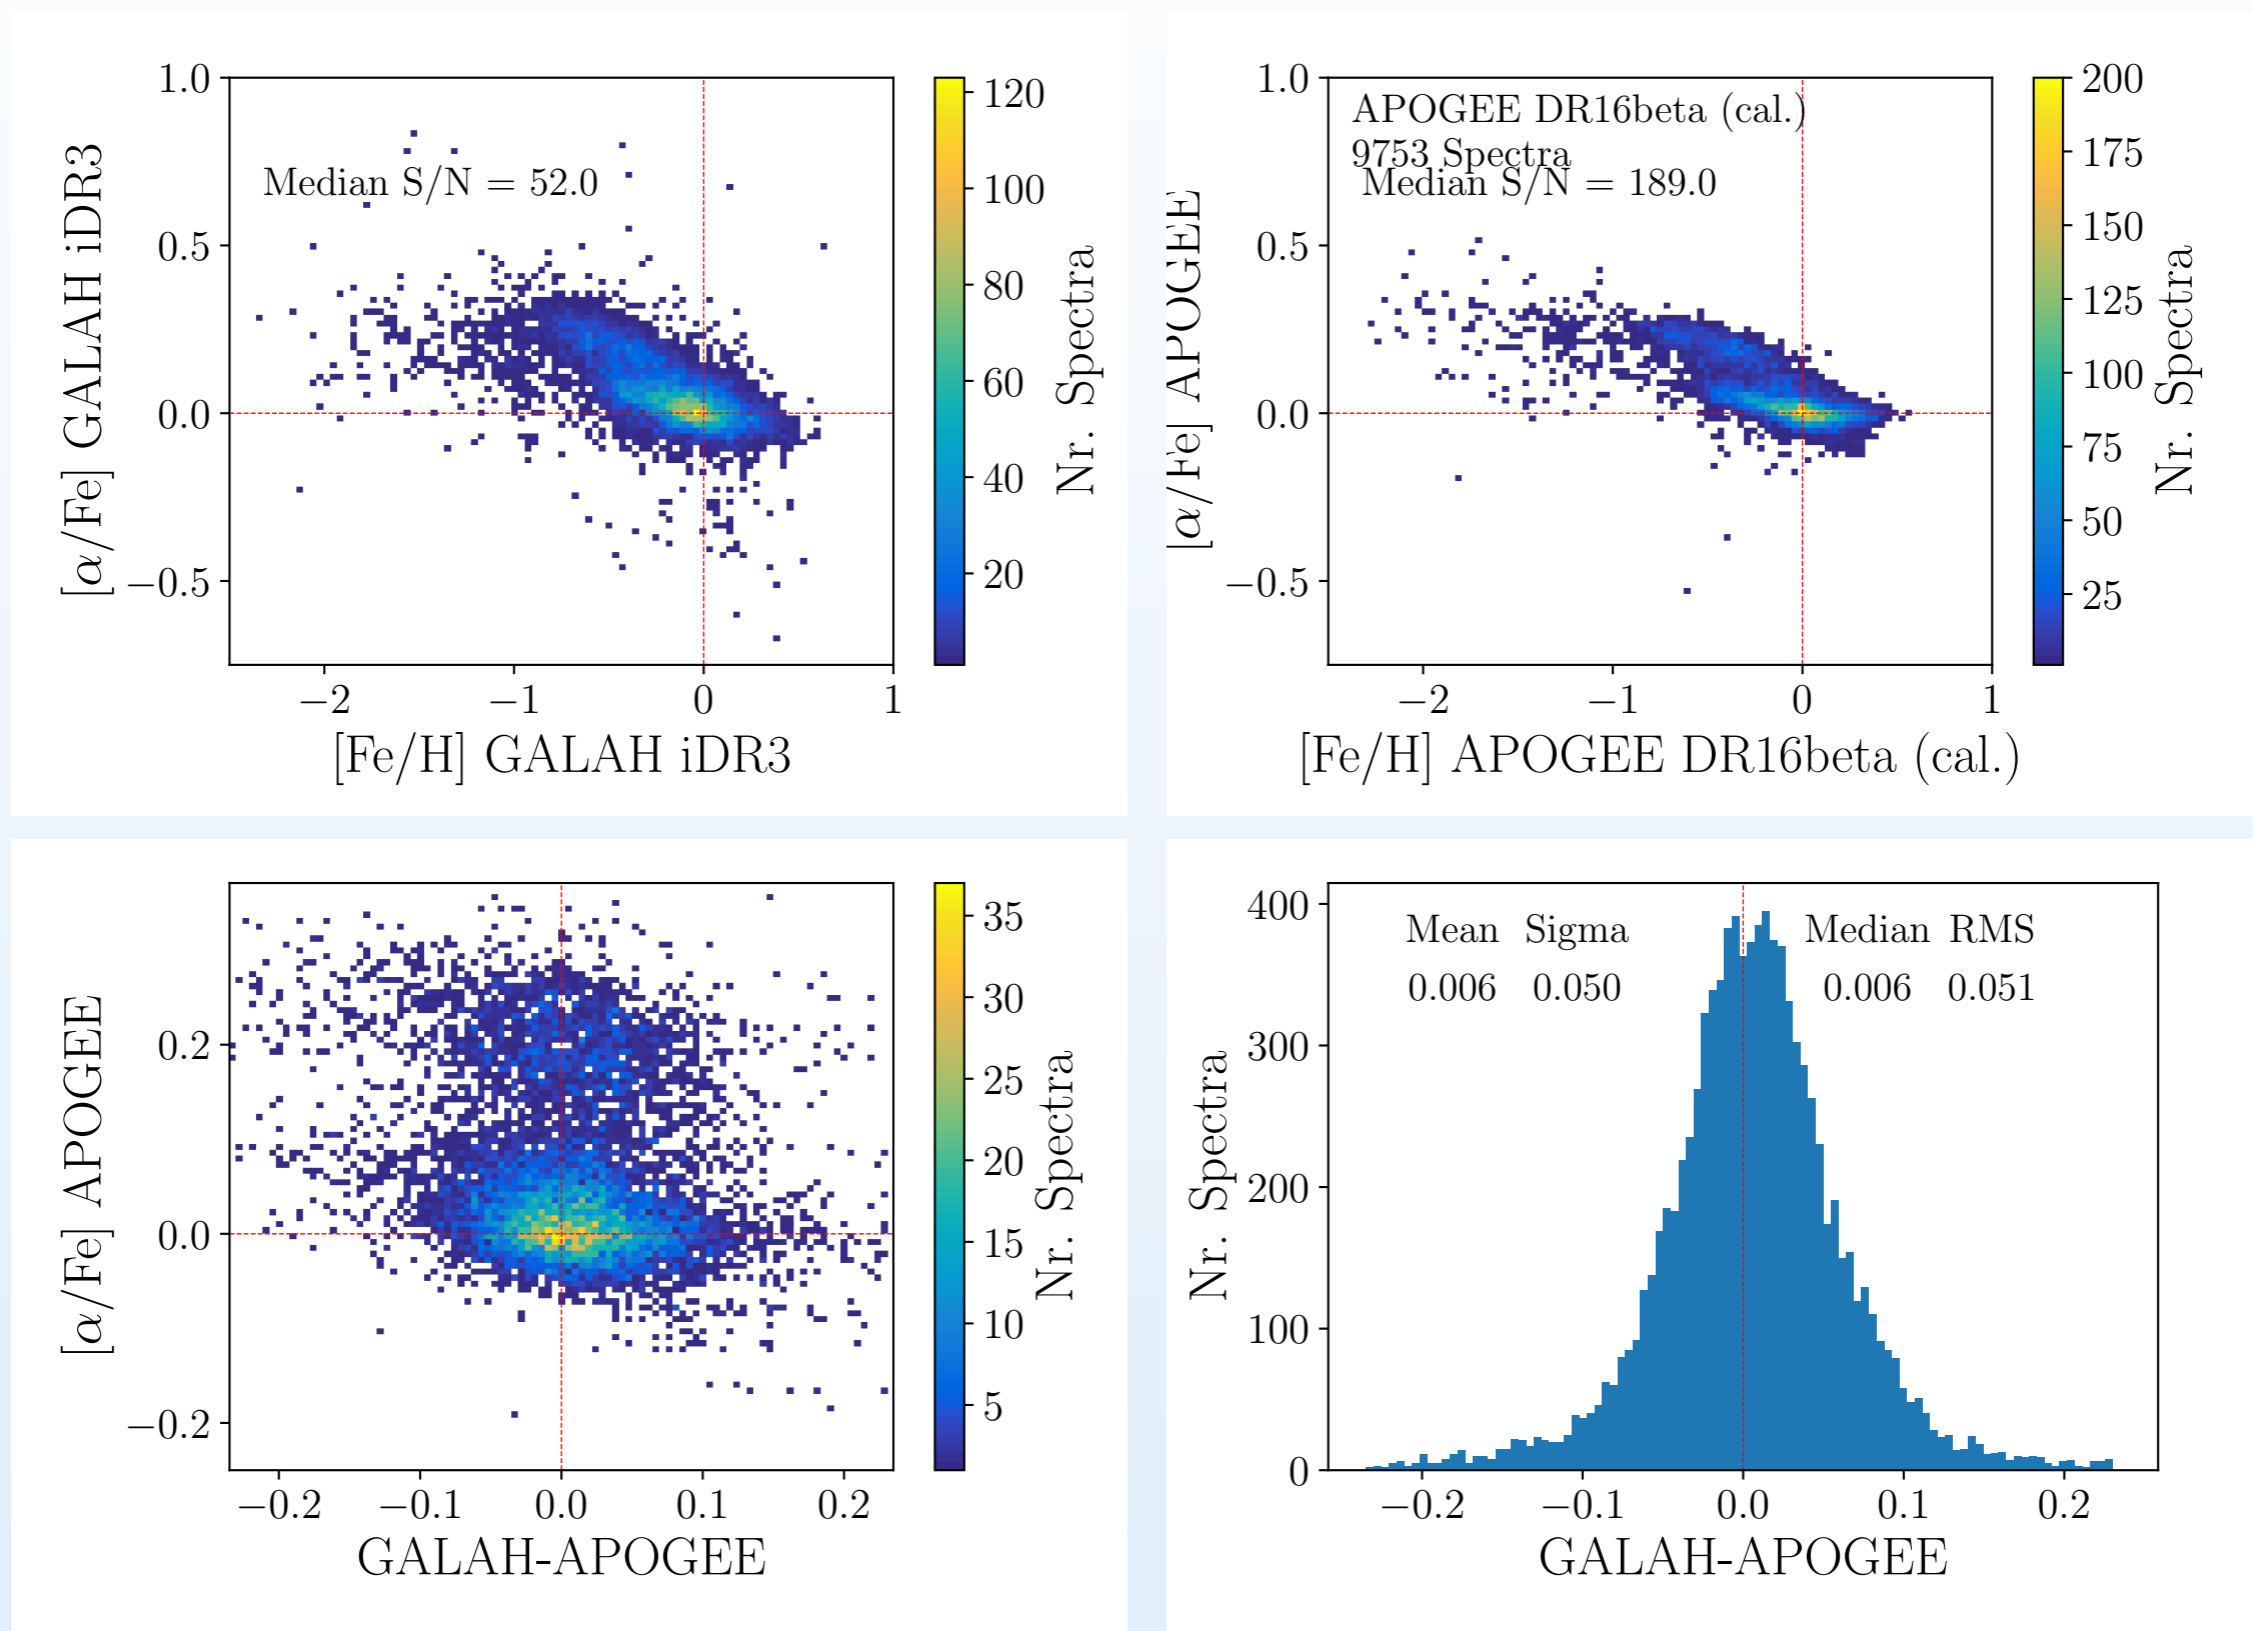 1.0
0.5
0.0
−0.5
[α/Fe] GALAH iDR3
Median S/N = 52.0
−2 −1 0 1
[Fe/H] GALAH iDR3
120
100
80
60
40
20
Nr. Spectra
1.0
0.5
0.0
−0.5
[α/Fe] APOGEE
APOGEE DR16beta (cal.)
9753 Spectra
Median S/N = 189.0
−2 −1 0 1
[Fe/H] APOGEE DR16beta (cal.)
200
175
150
125
100
75
50
25
Nr. Spectra
0.2
0.0
−0.2
[α/Fe] APOGEE
−0.2 −0.1 0.0 0.1 0.2
GALAH-APOGEE
35
30
25
20
15
10
5
Nr. Spectra
400
300
200
100
0
Nr. Spectra
Mean Sigma Median RMS
0.006 0.050 0.006 0.051
−0.2 −0.1 0.0 0.1 0.2
GALAH-APOGEE